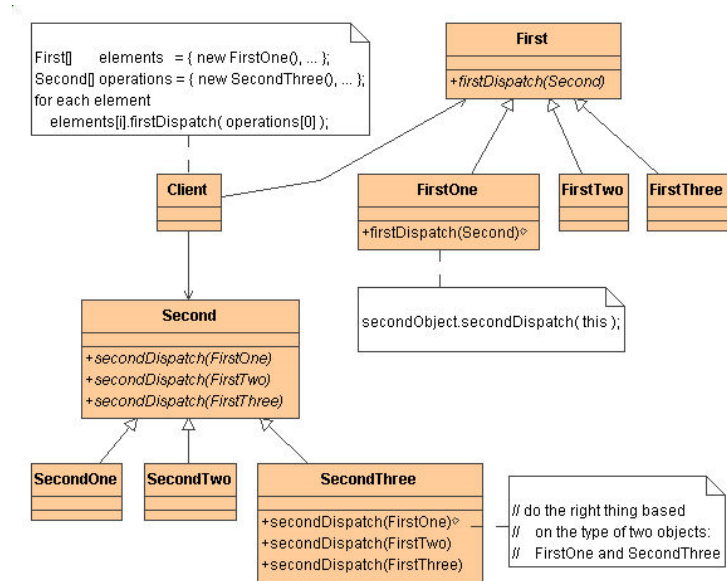 First[] elements = { new FirstOne(), ... };
Second[] operations = { new SecondThree(), ... };
for each element
elements[i].firstDispatch( operations[0] );
First
+firstDispatch(Second)
Client
FirstOne
+firstDispatch(Second)
FirstTwo
FirstThree
secondObject.secondDispatch( this );
Second
+secondDispatch(FirstOne)
+secondDispatch(FirstTwo)
+secondDispatch(FirstThree)
SecondOne
SecondTwo
SecondThree
+secondDispatch(FirstOne)
+secondDispatch(FirstTwo)
+secondDispatch(FirstThree)
// do the right thing based
// on the type of two objects:
// FirstOne and SecondThree